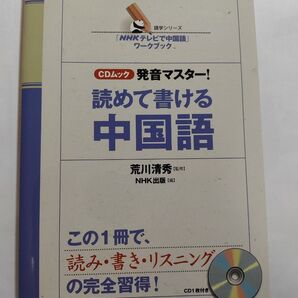 語学シリーズ
[NHKテレビで中国語]
ワークブック
CDムック 発音マスター!
読めて書ける
中国語
荒川清秀[監修]
NHK出版[編]
この1冊で、
読み・書き・リスニング
の完全習得!
CD1枚付き